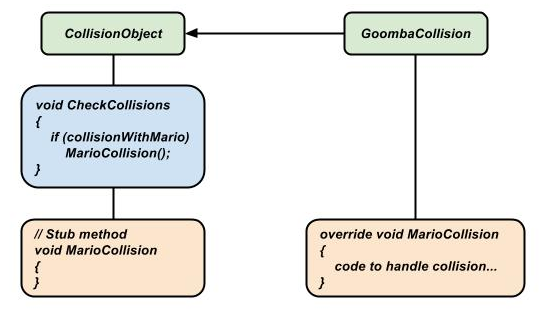 CollisionObject
GoombaCollision
void CheckCollisions
{
if (collisionWithMario)
MarioCollision();
}
// Stub method
void MarioCollision
{
}
override void MarioCollision
{
code to handle collision...
}